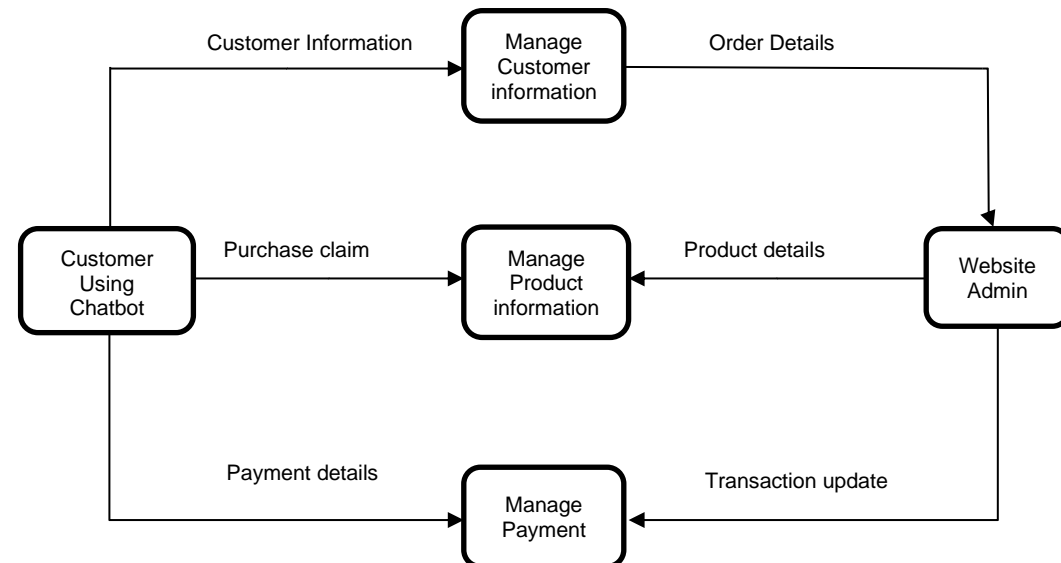 Customer Information
Manage
Customer
information
Order Details
Customer
Using
Chatbot
Purchase claim
Manage
Product
information
Product details
Website
Admin
Payment details
Manage
Payment
Transaction update